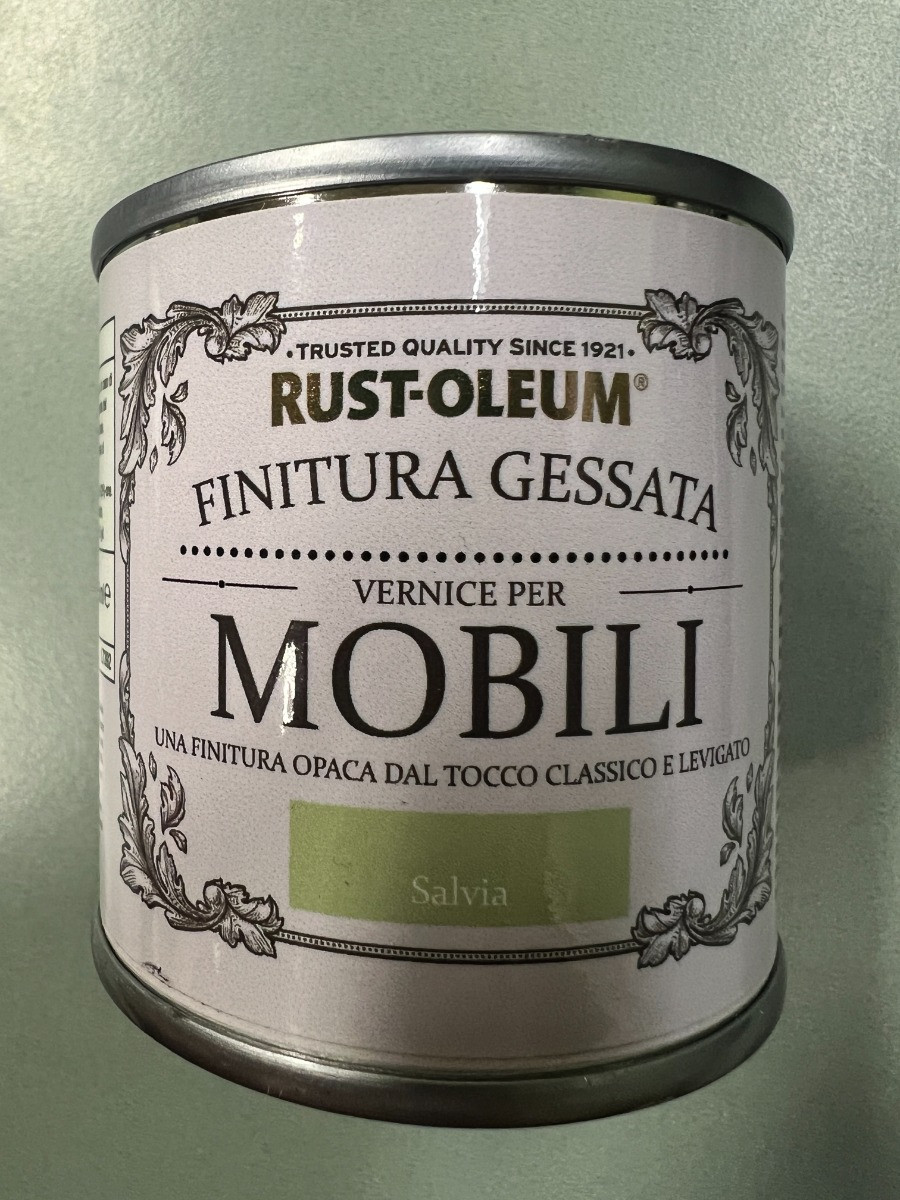 •TRUSTED QUALITY SINCE 1921•
RUST-OLEUM®
FINITURA GESSATA
VERNICE PER
MOBILI
UNA FINITURA OPACA DAL TOCCO CLASSICO E LEVIGATO
Salvia